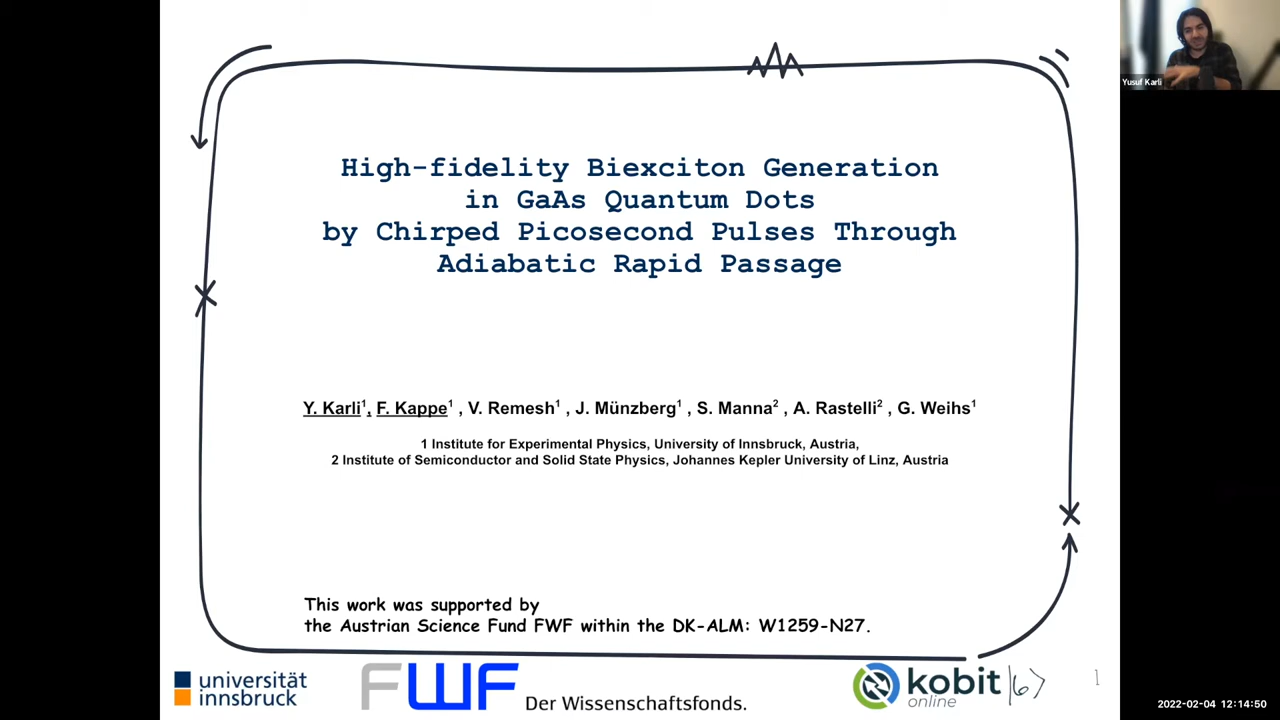 High-fidelity Biexciton Generation
in GaAs Quantum Dots
by Chirped Picosecond Pulses Through
Adiabatic Rapid Passage
Yusuf Karli
Y. Karli¹, F. Kappe¹ , V. Remesh¹ , J. Münzberg¹ , S. Manna² , A. Rastelli² , G. Weihs¹
1 Institute for Experimental Physics, University of Innsbruck, Austria,
2 Institute of Semiconductor and Solid State Physics, Johannes Kepler University of Linz, Austria
This work was supported by
the Austrian Science Fund FWF within the DK-ALM: W1259-N27.
universität
innsbruck
FWF Der Wissenschaftsfonds.
kobit |6⟩
online
1
2022-02-04 12:14:50